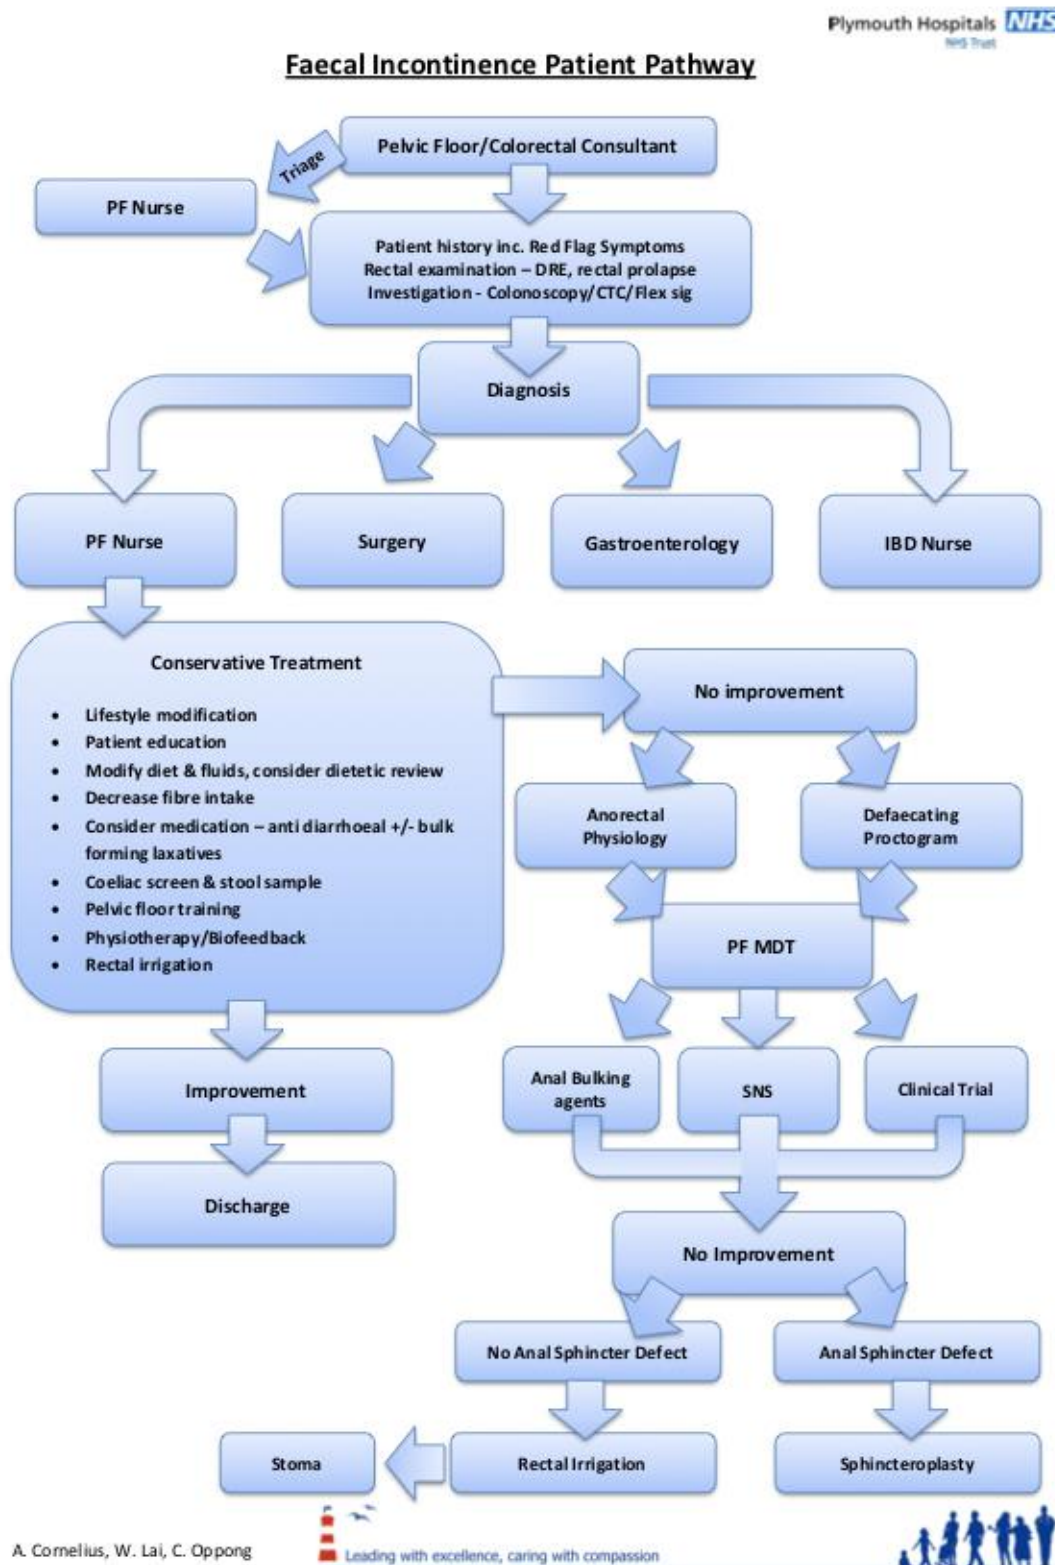 Plymouth Hospitals NHS
NHS Trust
Faecal Incontinence Patient Pathway
Pelvic Floor/Colorectal Consultant
Triage
PF Nurse
Patient history inc. Red Flag Symptoms
Rectal examination – DRE, rectal prolapse
Investigation - Colonoscopy/CTC/Flex sig
Diagnosis
PF Nurse
Surgery
Gastroenterology
IBD Nurse
Conservative Treatment
• Lifestyle modification
• Patient education
• Modify diet & fluids, consider dietetic review
• Decrease fibre intake
• Consider medication – anti diarrhoeal +/- bulk
forming laxatives
• Coeliac screen & stool sample
• Pelvic floor training
• Physiotherapy/Biofeedback
• Rectal irrigation
No improvement
Anorectal
Physiology
Defaecating
Proctogram
PF MDT
Improvement
Anal Bulking
agents
SNS
Clinical Trial
Discharge
No Improvement
No Anal Sphincter Defect
Anal Sphincter Defect
Stoma
Rectal Irrigation
Sphincteroplasty
A. Cornelius, W. Lai, C. Oppong
Leading with excellence, caring with compassion